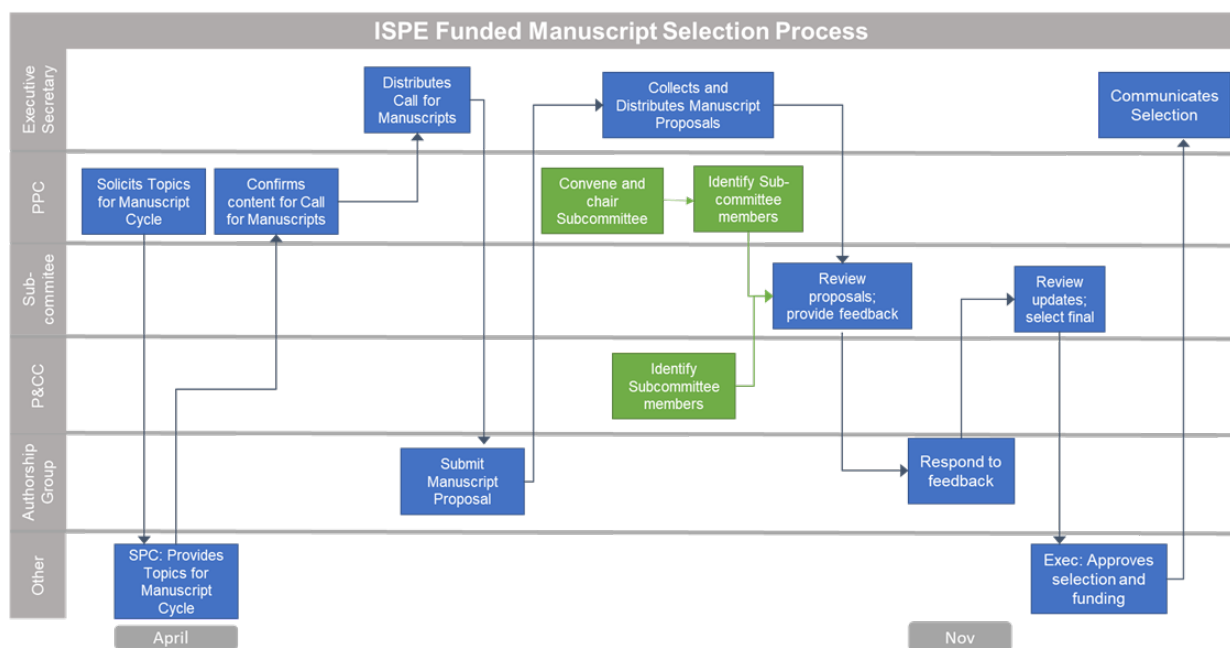 ISPE Funded Manuscript Selection Process
Executive
Secretary
Distributes
Call for
Manuscripts
Collects and
Distributes Manuscript
Proposals
Communicates
Selection
PPC
Solicits Topics
for Manuscript
Cycle
Confirms
content for Call
for Manuscripts
Convene and
chair
Subcommittee
Identify Sub-
committee
members
Sub-
commitee
Review
proposals;
provide feedback
Review
updates;
select final
P&CC
Identify
Subcommittee
members
Authorship
Group
Submit
Manuscript
Proposal
Respond to
feedback
Other
SPC: Provides
Topics for
Manuscript
Cycle
Exec: Approves
selection and
funding
April
Nov